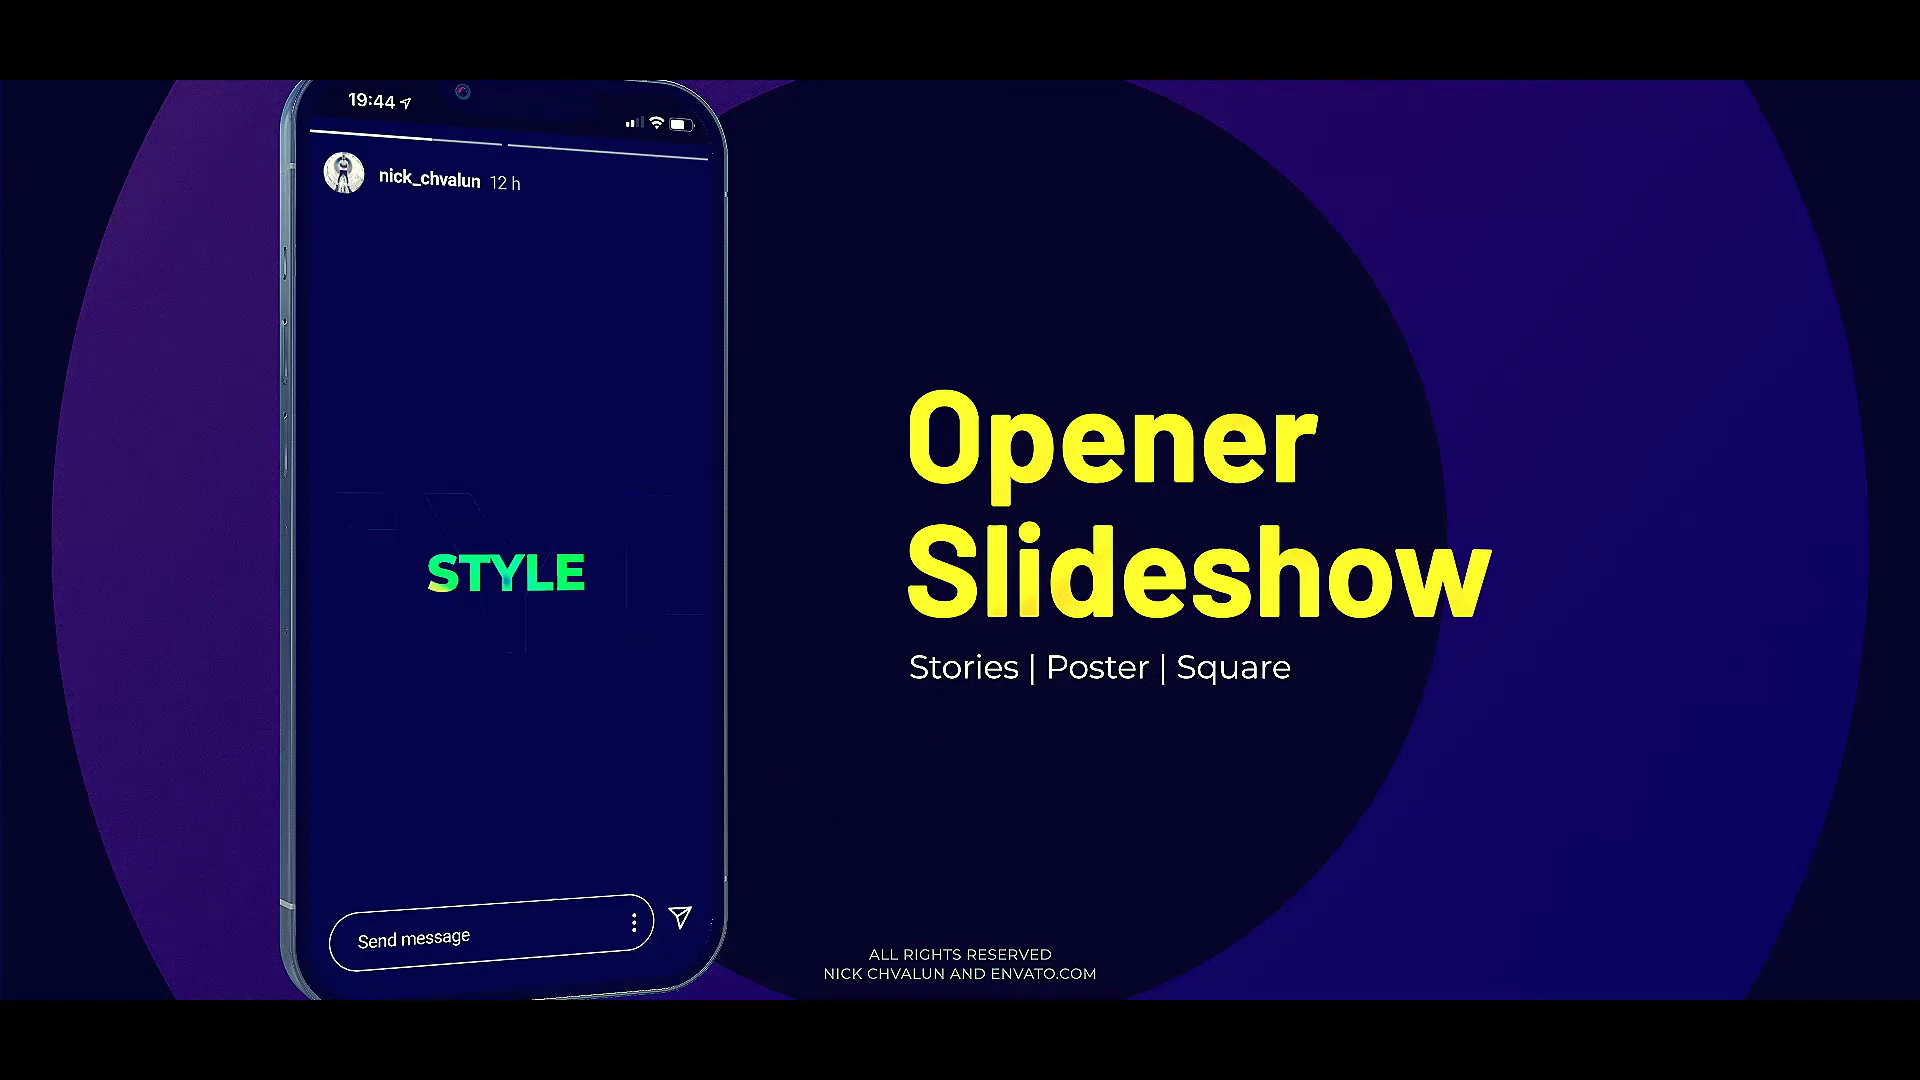 19:44
nick_chvalun 12 h
STYLE
Send message
Opener
Slideshow
Stories | Poster | Square
ALL RIGHTS RESERVED
NICK CHVALUN AND ENVATO.COM